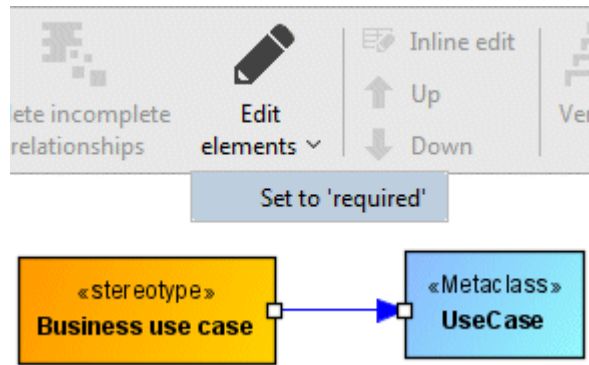 Inline edit
lete incomplete
relationships
Edit
elements
Up
Down
Ver
Set to 'required'
«stereotype»
Business use case
«Metaclass»
UseCase